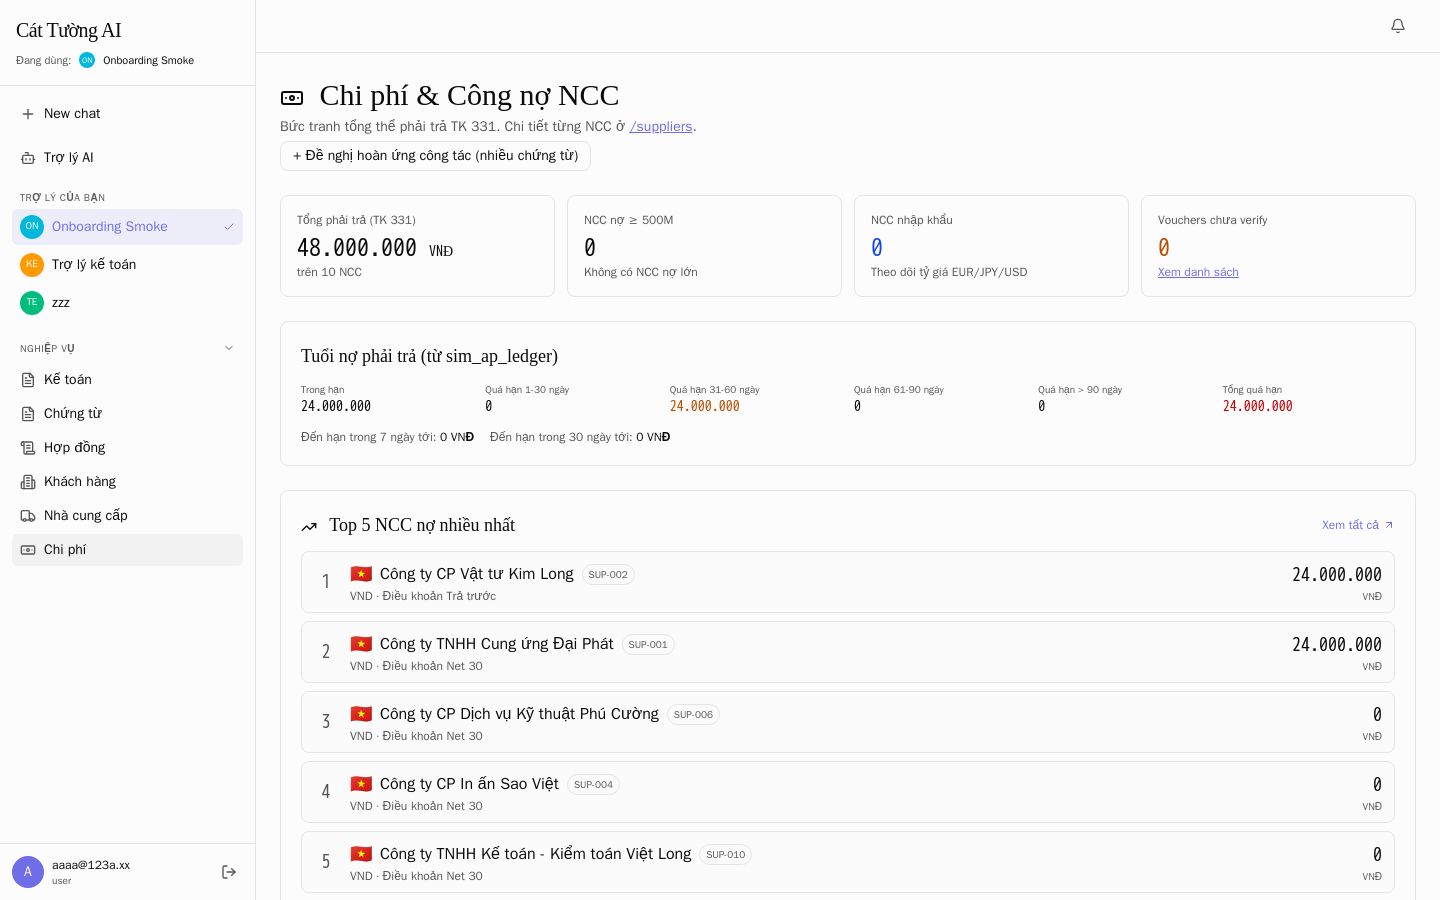 Cát Tường AI
Đang dùng: ON Onboarding Smoke
New chat
Trợ lý AI
TRỢ LÝ CỦA BẠN
ON Onboarding Smoke
KE Trợ lý kế toán
TE zzz
NGHIỆP VỤ
Kế toán
Chứng từ
Hợp đồng
Khách hàng
Nhà cung cấp
Chi phí
A aaaa@123a.xx
user
Chi phí & Công nợ NCC
Bức tranh tổng thể phải trả TK 331. Chi tiết từng NCC ở /suppliers.
+ Đề nghị hoàn ứng công tác (nhiều chứng từ)
Tổng phải trả (TK 331)
48.000.000 VNĐ
trên 10 NCC
NCC nợ ≥ 500M
0
Không có NCC nợ lớn
NCC nhập khẩu
0
Theo dõi tỷ giá EUR/JPY/USD
Vouchers chưa verify
0
Xem danh sách
Tuổi nợ phải trả (từ sim_ap_ledger)
Trong hạn
24.000.000
Quá hạn 1-30 ngày
0
Quá hạn 31-60 ngày
24.000.000
Quá hạn 61-90 ngày
0
Quá hạn > 90 ngày
0
Tổng quá hạn
24.000.000
Đến hạn trong 7 ngày tới: 0 VNĐ Đến hạn trong 30 ngày tới: 0 VNĐ
Top 5 NCC nợ nhiều nhất
Xem tất cả
1 Công ty CP Vật tư Kim Long SUP-002 24.000.000
VND · Điều khoản Trả trước VNĐ
2 Công ty TNHH Cung ứng Đại Phát SUP-001 24.000.000
VND · Điều khoản Net 30 VNĐ
3 Công ty CP Dịch vụ Kỹ thuật Phú Cường SUP-006 0
VND · Điều khoản Net 30 VNĐ
4 Công ty CP In ấn Sao Việt SUP-004 0
VND · Điều khoản Net 30 VNĐ
5 Công ty TNHH Kế toán - Kiểm toán Việt Long SUP-010 0
VND · Điều khoản Net 30 VNĐ